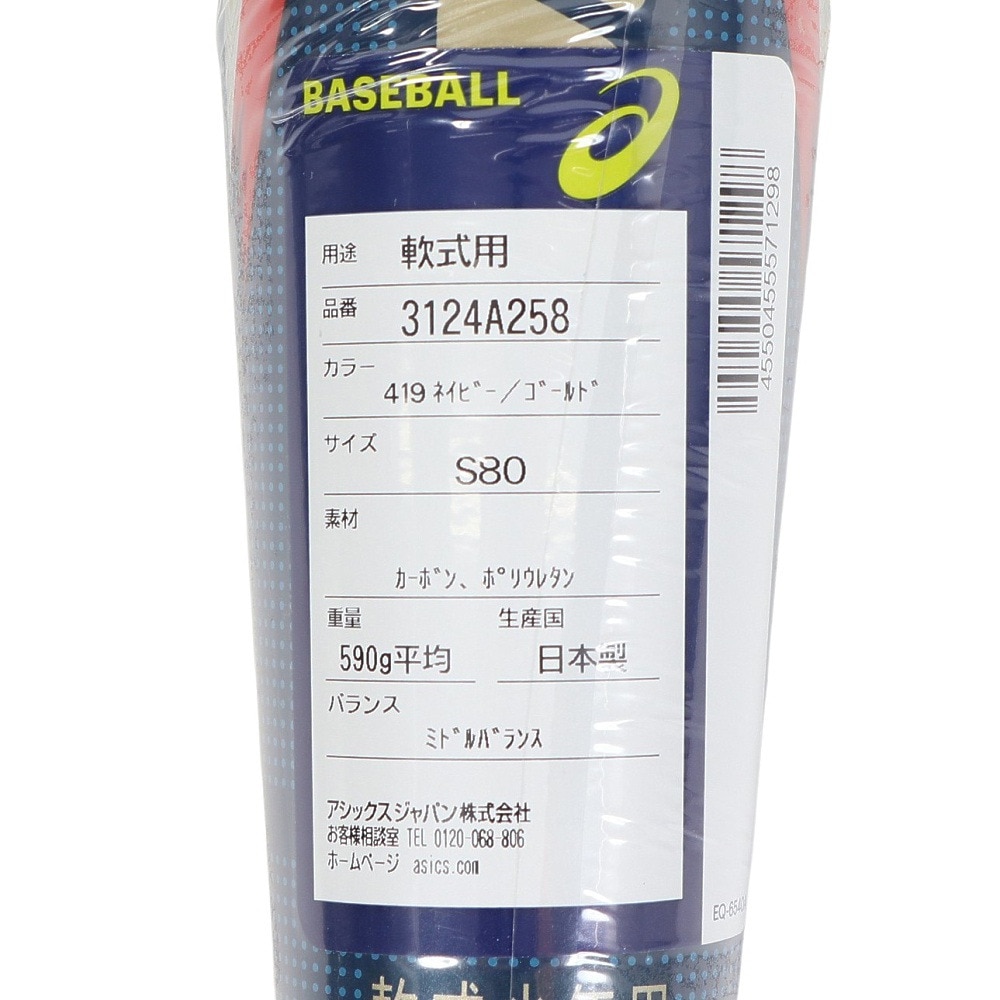 BASEBALL
用途 軟式用
品番 3124A258
カラー
419 ﾈｲﾋﾞｰ／ｺﾞｰﾙﾄﾞ
サイズ
S80
素材
ｶｰﾎﾞﾝ、ﾎﾟﾘｳﾚﾀﾝ
重量 生産国
590g平均 日本製
バランス
ﾐﾄﾞﾙﾊﾞﾗﾝｽ
アシックスジャパン株式会社
お客様相談室 TEL 0120-068-806
ホームページ asics.com
4550455571298